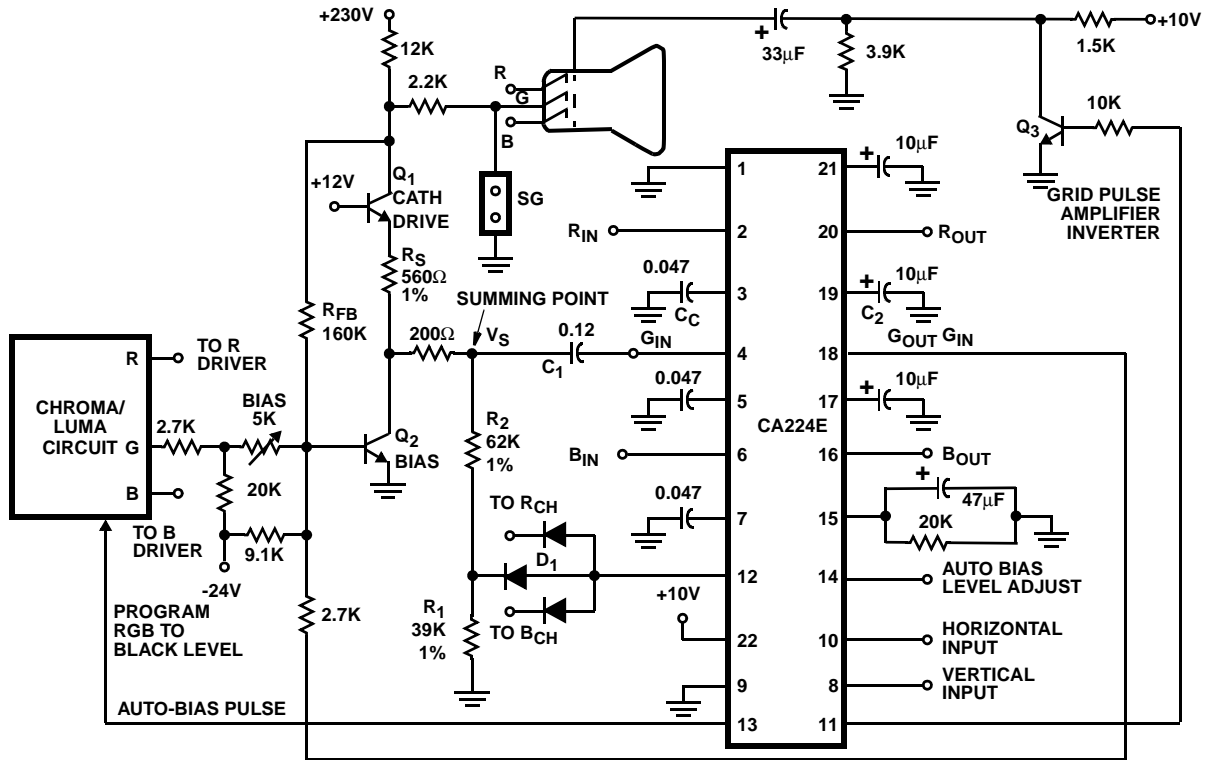 +230V
12K
2.2K
R
G
B
+
33μF
3.9K
1.5K
+10V
10K
Q3
GRID PULSE
AMPLIFIER
INVERTER
Q1
CATH
DRIVE
+12V
SG
RS
560Ω
1%
SUMMING POINT
RFB
160K
200Ω
VS
0.12
C1
GIN
RIN
0.047
CC
0.047
BIN
0.047
CHROMA/
LUMA
CIRCUIT
R
G
B
TO R
DRIVER
2.7K
BIAS
5K
20K
TO B
DRIVER
9.1K
-24V
2.7K
Q2
BIAS
R2
62K
1%
TO RCH
D1
TO BCH
R1
39K
1%
+10V
PROGRAM
RGB TO
BLACK LEVEL
AUTO-BIAS PULSE
CA224E
1
2
3
4
5
6
7
12
22
9
13
21
20
19
18
17
16
15
14
10
8
11
+
10μF
ROUT
+
10μF
C2
GOUT GIN
+
10μF
BOUT
+
47μF
20K
AUTO BIAS
LEVEL ADJUST
HORIZONTAL
INPUT
VERTICAL
INPUT